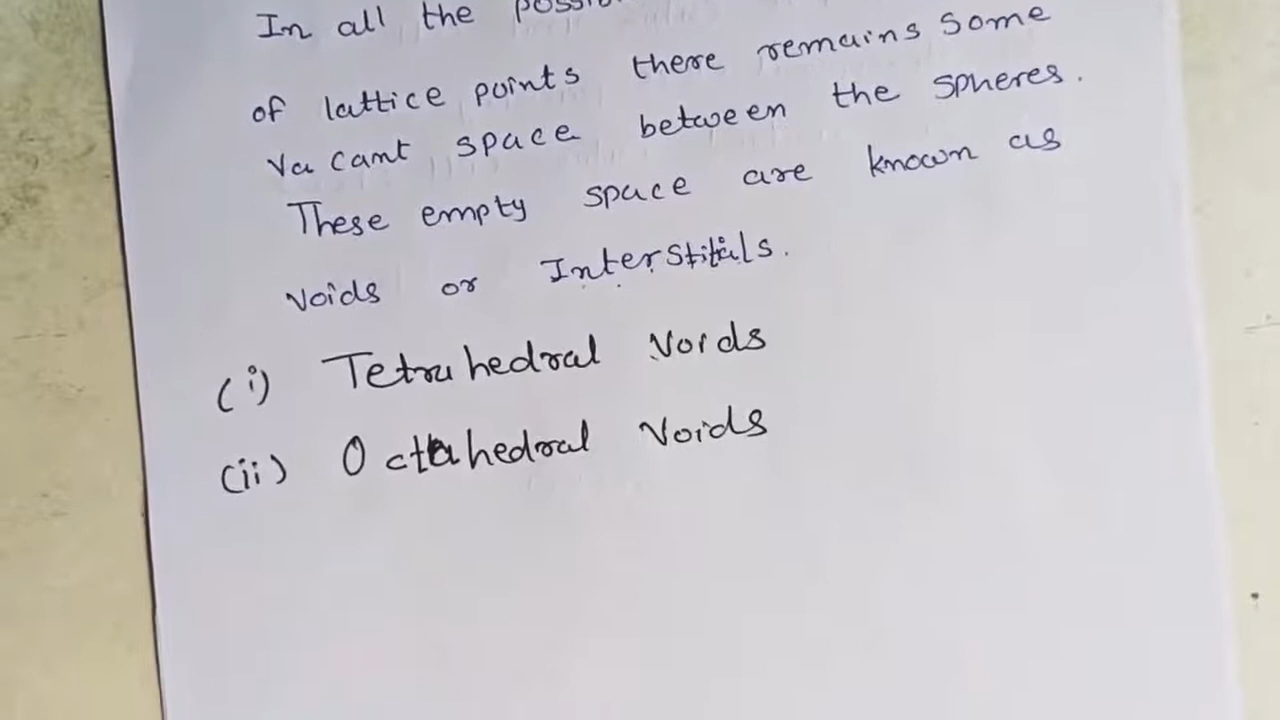 In all the
of lattice points there remains some
Vacant space between the spheres.
These empty space are known as
Voids or Interstitials.
(i) Tetrahedral Voids
(ii) Octahedral Voids